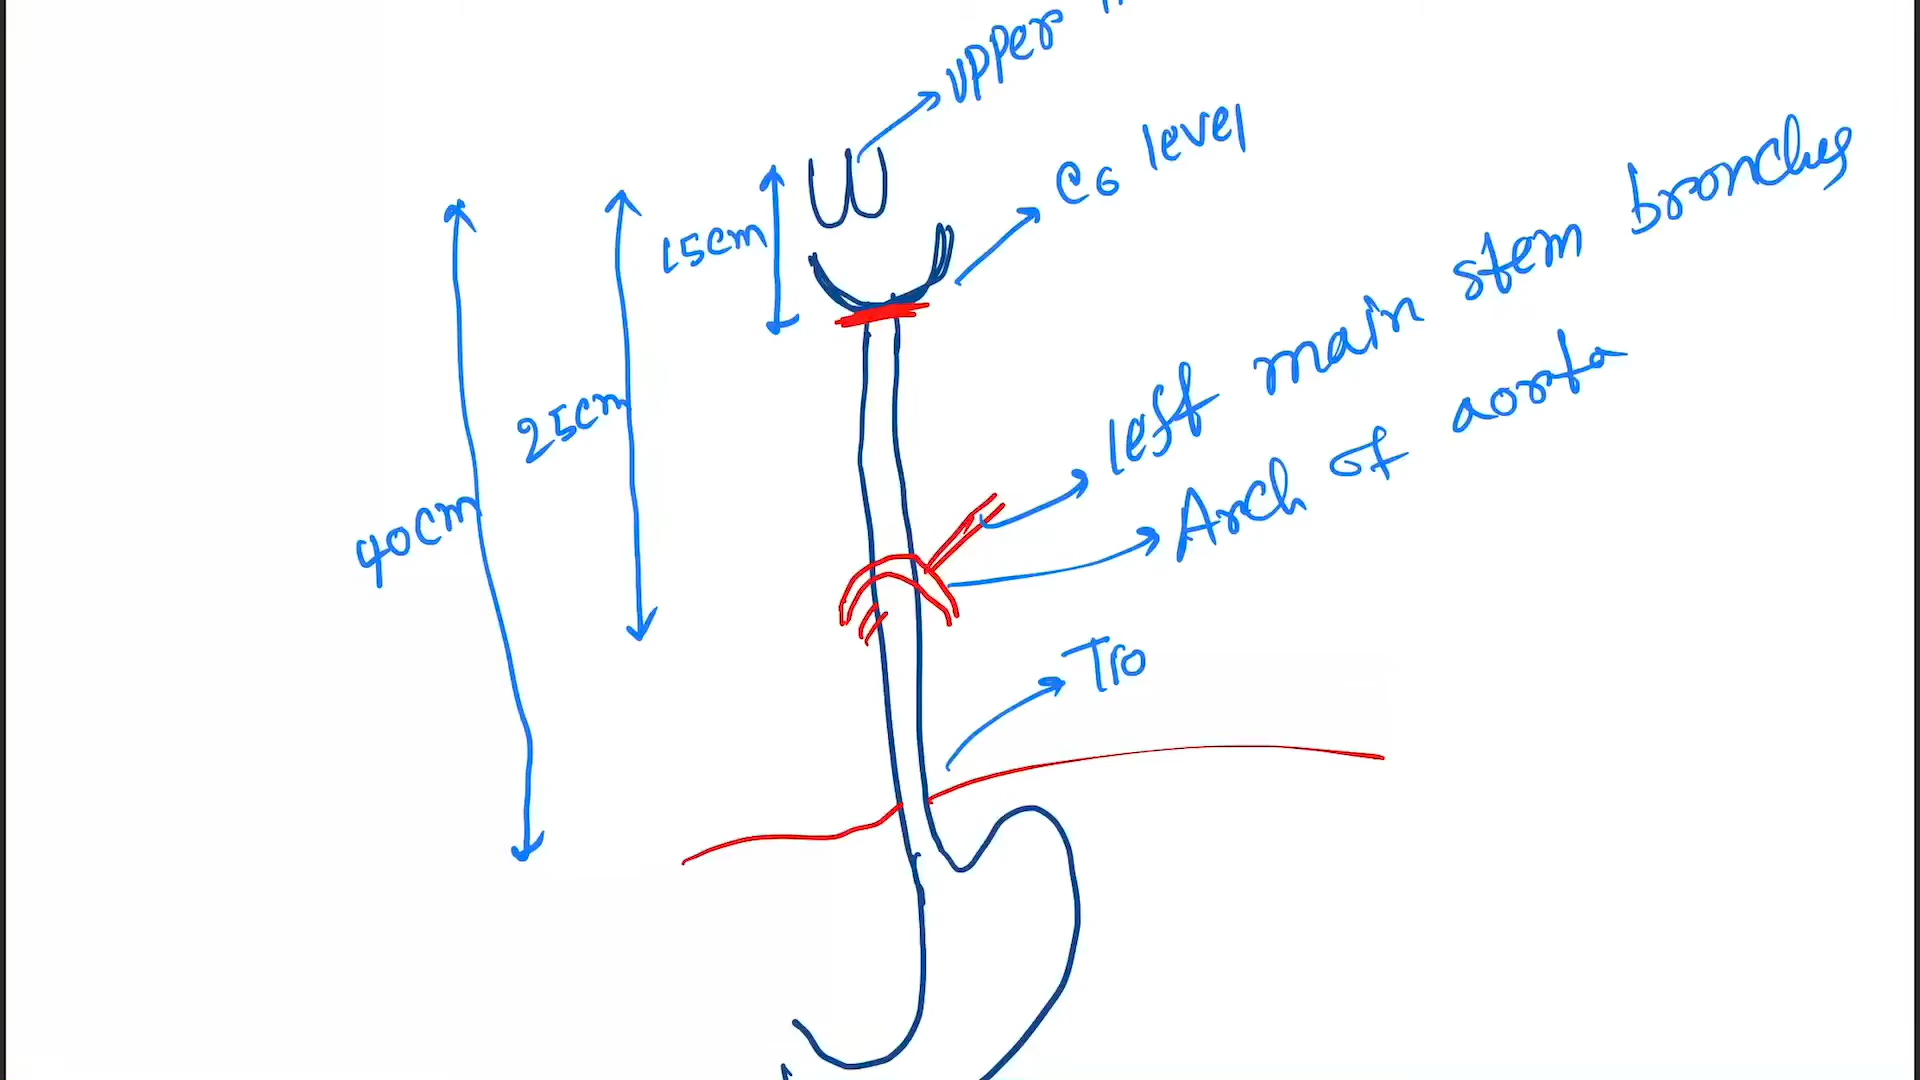 upper
C6 level
15cm
left main stem bronchus
25cm
Arch of aorta
40cm
T10